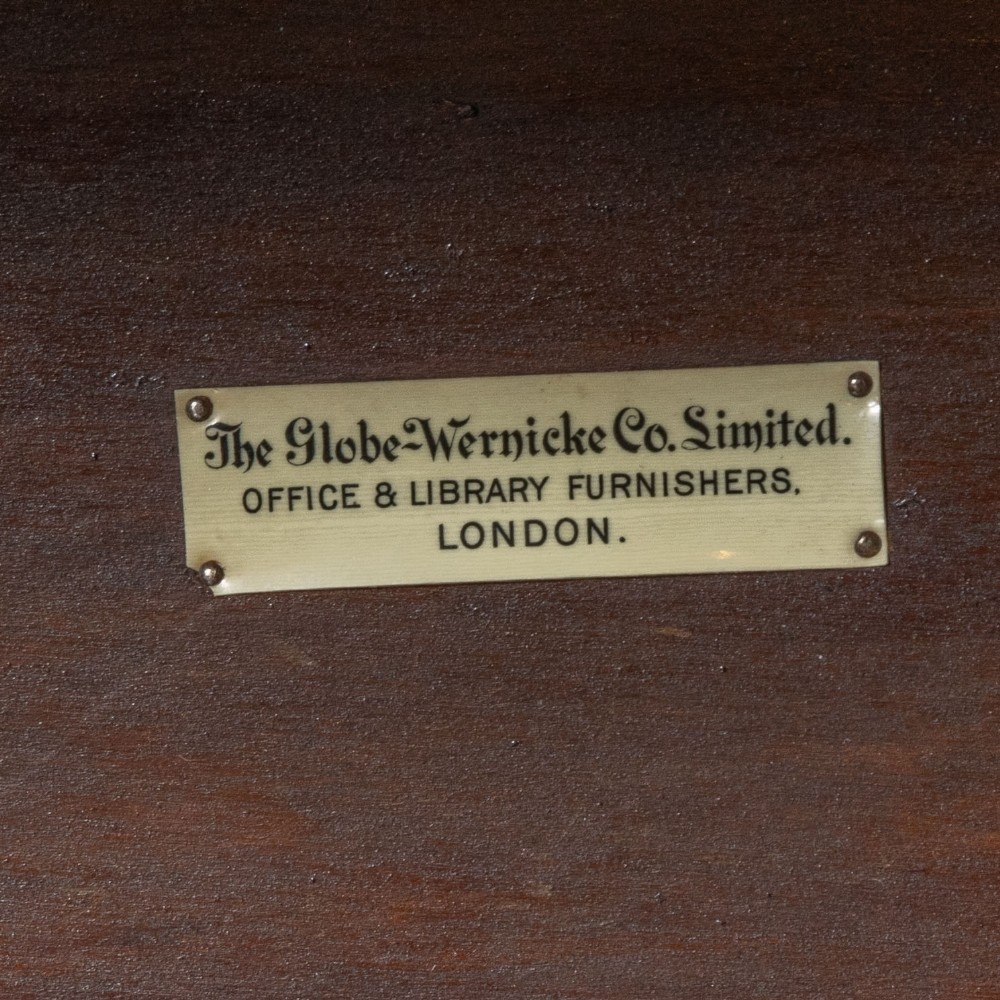 The Globe-Wernicke Co. Limited.
OFFICE & LIBRARY FURNISHERS,
LONDON.